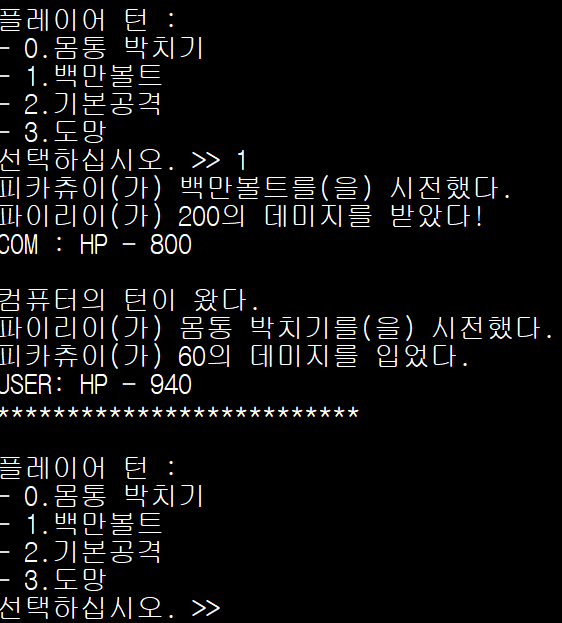 플레이어 턴 :
- 0.몸통 박치기
- 1.백만볼트
- 2.기본공격
- 3.도망
선택하십시오. >> 1
피카츄이(가) 백만볼트를(을) 시전했다.
파이리이(가) 200의 데미지를 받았다!
COM : HP - 800
컴퓨터의 턴이 왔다.
파이리이(가) 몸통 박치기를(을) 시전했다.
피카츄이(가) 60의 데미지를 입었다.
USER: HP - 940
**************************
플레이어 턴 :
- 0.몸통 박치기
- 1.백만볼트
- 2.기본공격
- 3.도망
선택하십시오. >>